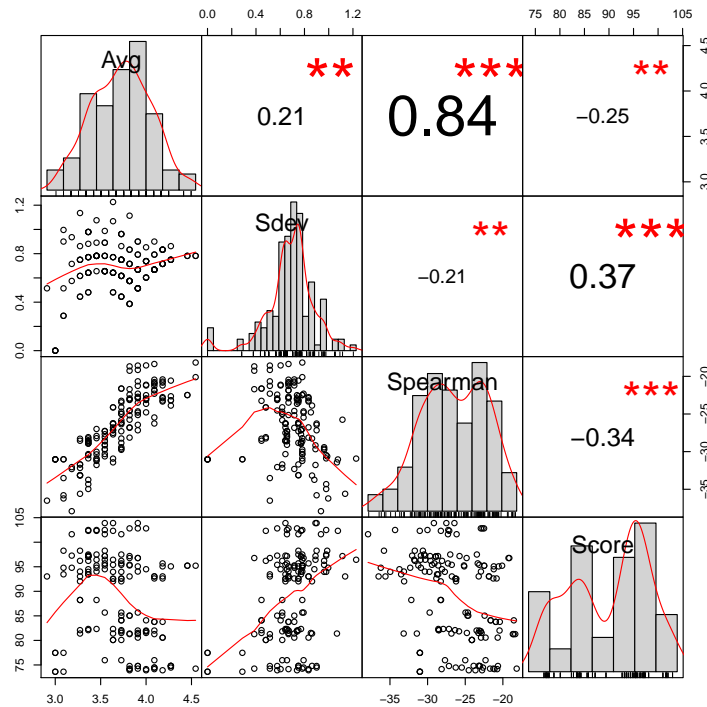 0.0 0.4 0.8 1.2 75 85 95 105
Avg ** *** **
0.21 0.84 −0.25
3.0 3.5 4.0 4.5
0.0 0.4 0.8 1.2
Sdev ** ***
−0.21 0.37
Spearman ***
−0.34
−35 −30 −25 −20
75 80 85 90 95 105
Score
3.0 3.5 4.0 4.5 −35 −30 −25 −20